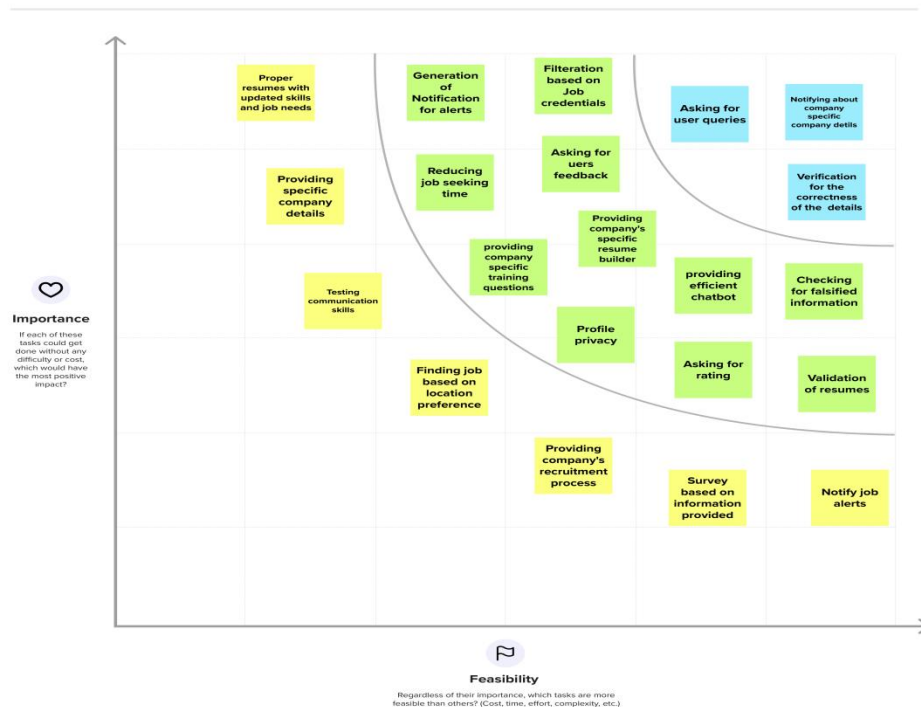 Proper
resumes with
updated skills
and job needs
Generation
of
Notification
for alerts
Filteration
based on
Job
credentials
Asking for
user queries
Notifying about
company
specific
company detils
Reducing
job seeking
time
Asking for
uers
feedback
Verification
for the
correctness
of the details
Providing
specific
company
details
Providing
company's
specific
resume
builder
providing
company
specific
training
questions
providing
efficient
chatbot
Checking
for falsified
information
Testing
communication
skills
Profile
privacy
Asking for
rating
Validation
of resumes
Finding job
based on
location
preference
Providing
company's
recruitment
process
Survey
based on
information
provided
Notify job
alerts
Importance
If each of these
tasks could get
done without any
difficulty or cost,
which would have
the most positive
impact?
Feasibility
Regardless of their importance, which tasks are more
feasible than others? (Cost, time, effort, complexity, etc.)